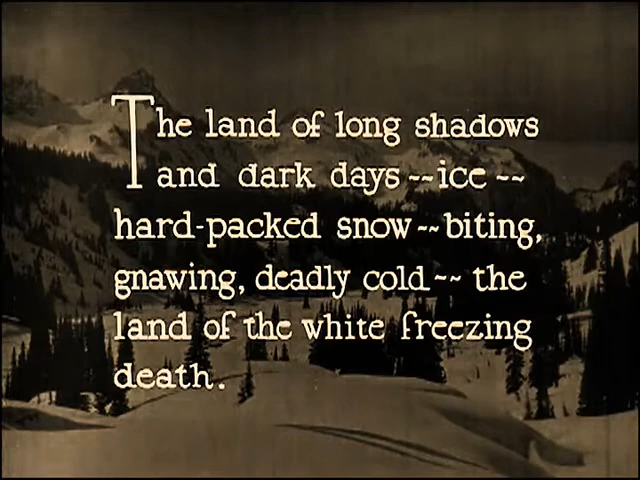 The land of long shadows
and dark days--ice--
hard-packed snow--biting,
gnawing, deadly cold--the
land of the white freezing
death.